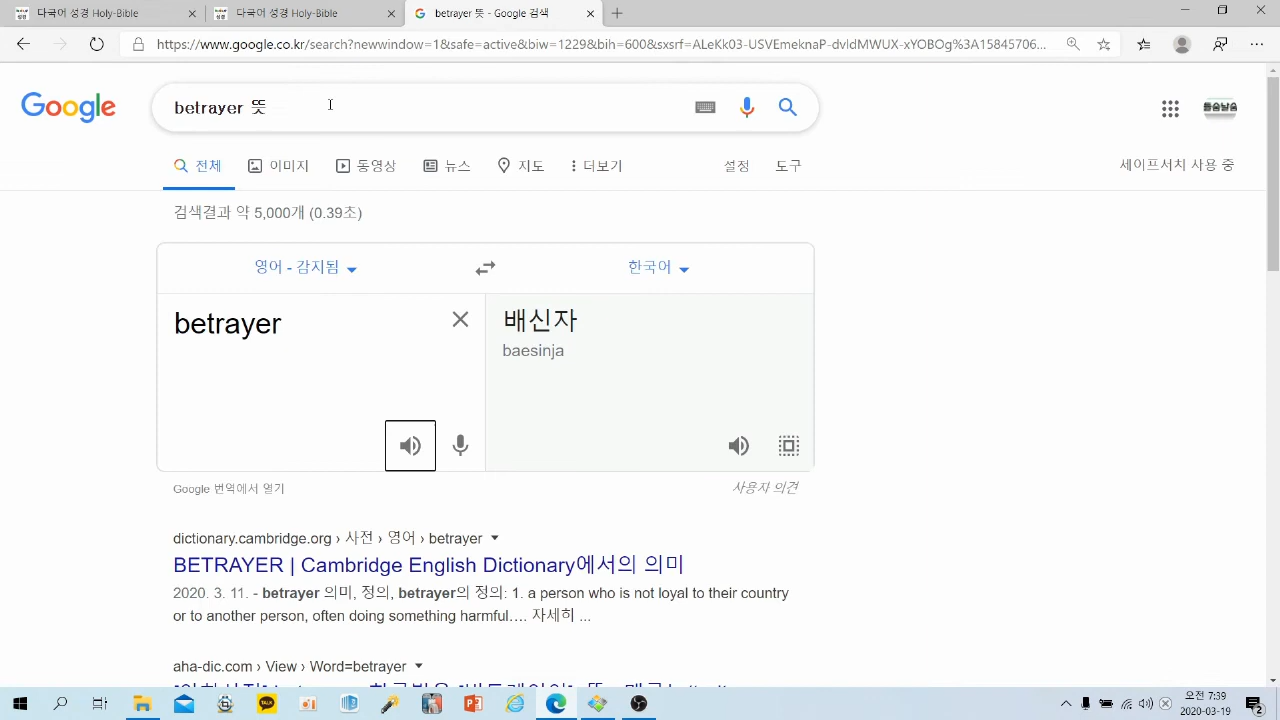 다국어 성경 Holy-Bible
다국어 성경 Holy-Bible
betrayer 뜻 - Google 검색
https://www.google.co.kr/search?newwindow=1&safe=active&biw=1229&bih=600&sxsrf=ALeKk03-USVEmeknaP-dvldMWUX-xYOBOg%3A15845706...
Google
betrayer 뜻
들숨날숨
전체
이미지
동영상
뉴스
지도
더보기
설정
도구
세이프서치 사용 중
검색결과 약 5,000개 (0.39초)
영어 - 감지됨
한국어
betrayer
배신자
baesinja
Google 번역에서 열기
사용자 의견
dictionary.cambridge.org › 사전 › 영어 › betrayer
BETRAYER | Cambridge English Dictionary에서의 의미
2020. 3. 11. - betrayer 의미, 정의, betrayer의 정의: 1. a person who is not loyal to their country
or to another person, often doing something harmful.… 자세히 ...
aha-dic.com › View › Word=betrayer
TALK
오전 7:39
2020-03-19
2